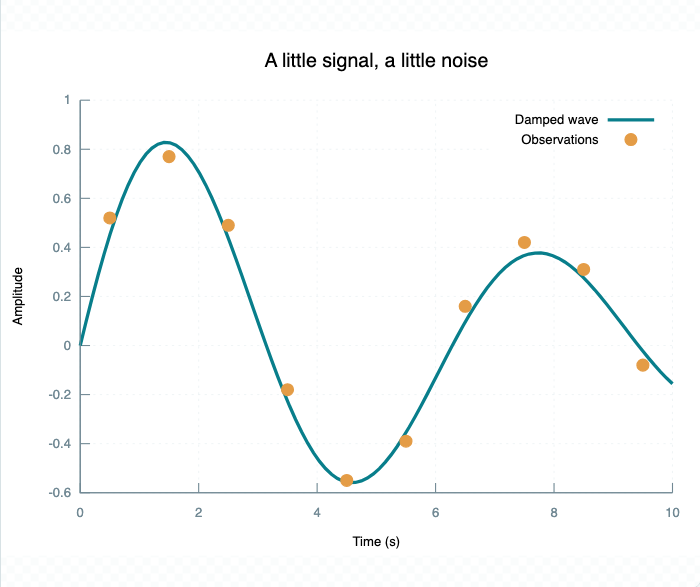 A little signal, a little noise
1
Damped wave
Observations
0.8
0.6
0.4
0.2
0
-0.2
-0.4
-0.6
Amplitude
0 2 4 6 8 10
Time (s)